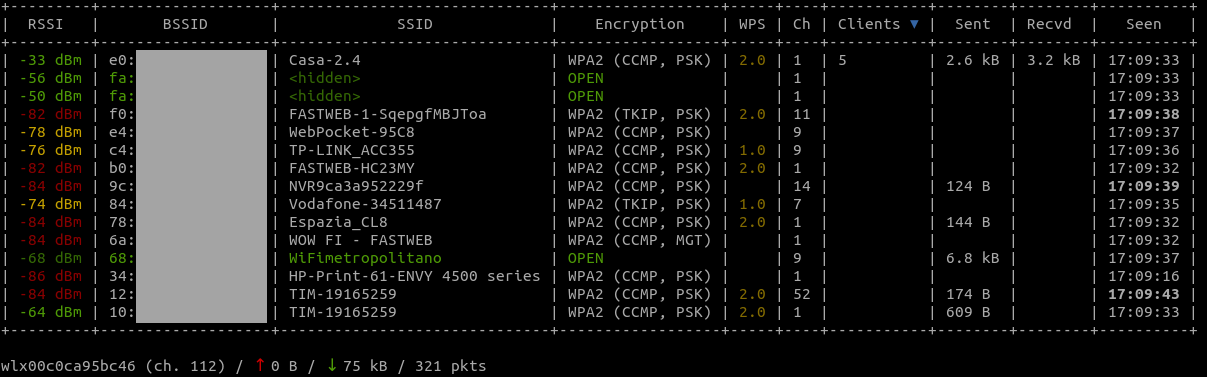 RSSI BSSID SSID Encryption WPS Ch Clients ▼ Sent Recvd Seen
-33 dBm e0: Casa-2.4 WPA2 (CCMP, PSK) 2.0 1 5 2.6 kB 3.2 kB 17:09:33
-56 dBm fa: <hidden> OPEN 1 17:09:33
-50 dBm fa: <hidden> OPEN 1 17:09:33
-82 dBm f0: FASTWEB-1-SqepgfMBJToa WPA2 (TKIP, PSK) 2.0 11 17:09:38
-78 dBm e4: WebPocket-95C8 WPA2 (CCMP, PSK) 9 17:09:37
-76 dBm c4: TP-LINK_ACC355 WPA2 (CCMP, PSK) 1.0 9 17:09:36
-82 dBm b0: FASTWEB-HC23MY WPA2 (CCMP, PSK) 2.0 1 17:09:32
-84 dBm 9c: NVR9ca3a952229f WPA2 (CCMP, PSK) 14 124 B 17:09:39
-74 dBm 84: Vodafone-34511487 WPA2 (TKIP, PSK) 1.0 7 17:09:35
-84 dBm 78: Espazia_CL8 WPA2 (CCMP, PSK) 2.0 1 144 B 17:09:32
-84 dBm 6a: WOW FI - FASTWEB WPA2 (CCMP, MGT) 1 17:09:32
-68 dBm 68: WiFimetropolitano OPEN 9 6.8 kB 17:09:37
-86 dBm 34: HP-Print-61-ENVY 4500 series WPA2 (CCMP, PSK) 1 17:09:16
-84 dBm 12: TIM-19165259 WPA2 (CCMP, PSK) 2.0 52 174 B 17:09:43
-64 dBm 10: TIM-19165259 WPA2 (CCMP, PSK) 2.0 1 609 B 17:09:33
wlx00c0ca95bc46 (ch. 112) / ↑ 0 B / ↓ 75 kB / 321 pkts